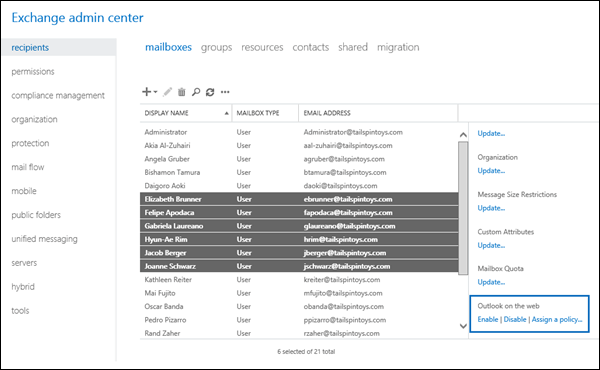 Exchange admin center
recipients
permissions
compliance management
organization
protection
mail flow
mobile
public folders
unified messaging
servers
hybrid
tools
mailboxes groups resources contacts shared migration
DISPLAY NAME MAILBOX TYPE EMAIL ADDRESS
Administrator User Administrator@tailspintoys.com
Akia Al-Zuhairi User aal-zuhairi@tailspintoys.com
Angela Gruber User agruber@tailspintoys.com
Bishamon Tamura User btamura@tailspintoys.com
Daigoro Aoki User daoki@tailspintoys.com
Elizabeth Brunner User ebrunner@tailspintoys.com
Felipe Apodaca User fapodaca@tailspintoys.com
Gabriela Laureano User glaureano@tailspintoys.com
Hyun-Ae Rim User hrim@tailspintoys.com
Jacob Berger User jberger@tailspintoys.com
Joanne Schwarz User jschwarz@tailspintoys.com
Kathleen Reiter User kreiter@tailspintoys.com
Mai Fujito User mfujito@tailspintoys.com
Oscar Banda User obanda@tailspintoys.com
Pedro Pizarro User ppizarro@tailspintoys.com
Rand Zaher User rzaher@tailspintoys.com
6 selected of 21 total
Update...
Organization
Update...
Message Size Restrictions
Update...
Custom Attributes
Update...
Mailbox Quota
Update...
Outlook on the web
Enable | Disable | Assign a policy...